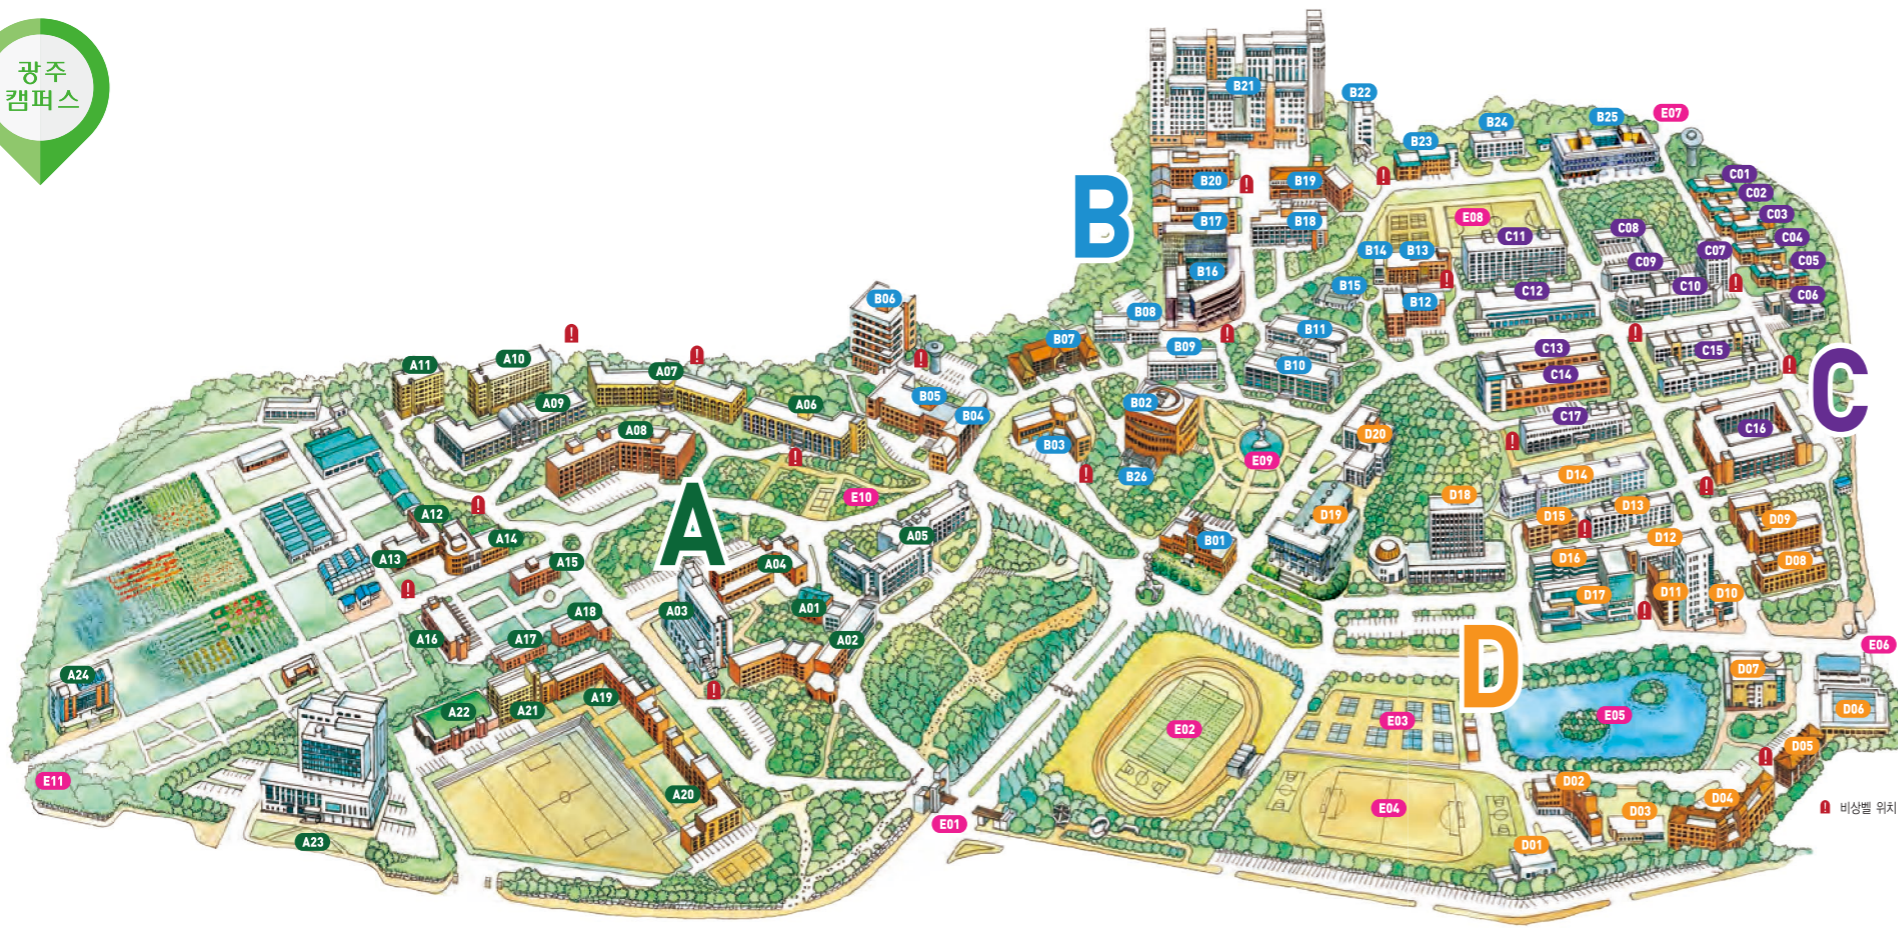 광주
캠퍼스
B21
B22
B24
B25
E07
B23
C01
C02
B20
B19
C03
E08
B17
B18
C08
C11
C04
B14
B13
C07
C05
B16
C09
B15
C12
C10
C06
B06
B12
B
B08
B11
B07
B09
C13
C15
A11
A10
B10
C14
A07
C
A09
A06
B05
B02
B04
C17
A08
B03
D20
C16
E09
B26
D14
E10
D18
A12
D19
D15
D13
D09
A
A14
A05
B01
D12
A13
A15
A04
D16
D08
A03
A01
D17
D11
D10
A18
A16
A17
A02
E06
D
A24
D07
A19
A22
A21
E03
E05
D06
E02
D05
E11
D02
A20
E04
D04
비상벨 위치
D03
E01
A23
D01